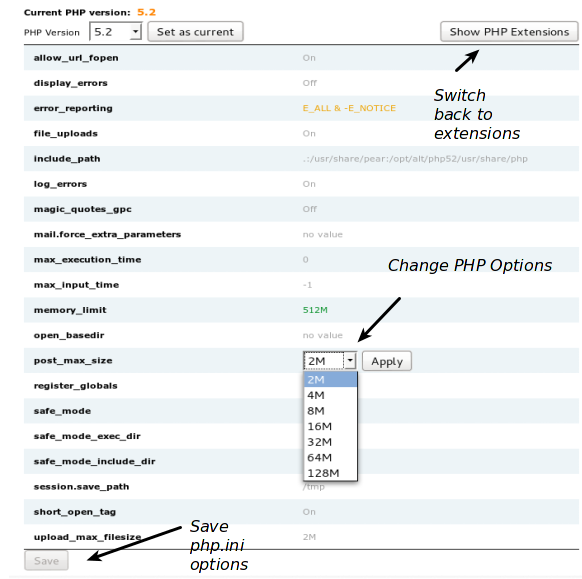 Current PHP version: 5.2
PHP Version 5.2 Set as current Show PHP Extensions
allow_url_fopen On
display_errors Off
Switch
back to
extensions
error_reporting E_ALL & ~E_NOTICE
file_uploads On
include_path .:/usr/share/pear:/opt/alt/php52/usr/share/php
log_errors On
magic_quotes_gpc Off
mail.force_extra_parameters no value
max_execution_time 0
Change PHP Options
max_input_time -1
memory_limit 512M
open_basedir no value
post_max_size 2M Apply
2M
4M
8M
16M
32M
64M
128M
register_globals
safe_mode
safe_mode_exec_dir
safe_mode_include_dir
session.save_path /tmp
short_open_tag On
upload_max_filesize 2M
Save
php.ini
options
Save